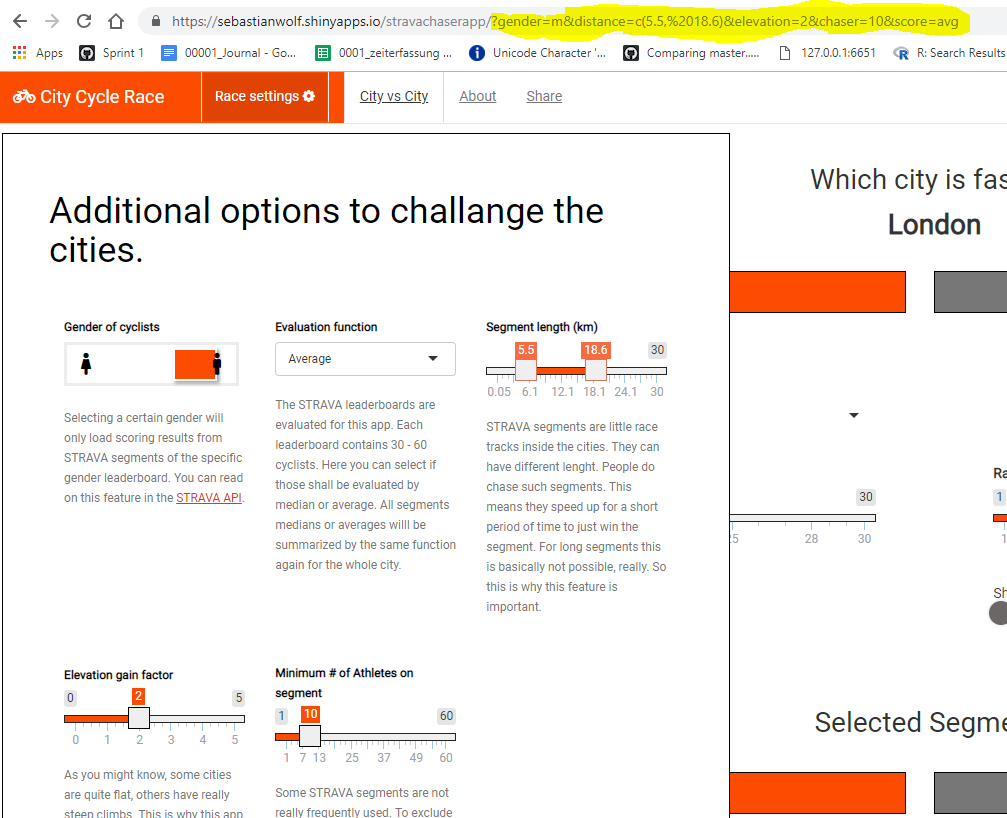 https://sebastianwolf.shinyapps.io/stravachaserapp/?gender=m&distance=c(5.5,%2018.6)&elevation=2&chaser=10&score=avg
Apps Sprint 1 00001_Journal - Go... 0001_zeiterfassung ... Unicode Character '... Comparing master..... 127.0.0.1:6651 R: Search Results
City Cycle Race Race settings City vs City About Share
Additional options to challange the
cities.
Gender of cyclists
Selecting a certain gender will
only load scoring results from
STRAVA segments of the specific
gender leaderboard. You can read
on this feature in the STRAVA API.
Evaluation function
Average
The STRAVA leaderboards are
evaluated for this app. Each
leaderboard contains 30 - 60
cyclists. Here you can select if
those shall be evaluated by
median or average. All segments
medians or averages willl be
summarized by the same function
again for the whole city.
Segment length (km)
5.5 18.6 30
0.05 6.1 12.1 18.1 24.1 30
STRAVA segments are little race
tracks inside the cities. They can
have different lenght. People do
chase such segments. This
means they speed up for a short
period of time to just win the
segment. For long segments this
is basically not possible, really. So
this is why this feature is
important.
Elevation gain factor
0 2 5
0 1 2 3 4 5
As you might know, some cities
are quite flat, others have really
steep climbs. This is why this app
Minimum # of Athletes on
segment
1 10 60
1 7 13 25 37 49 60
Some STRAVA segments are not
really frequently used. To exclude
Which city is fas
London
30
25 28 30
Ra
1
1
Sh
Selected Segme